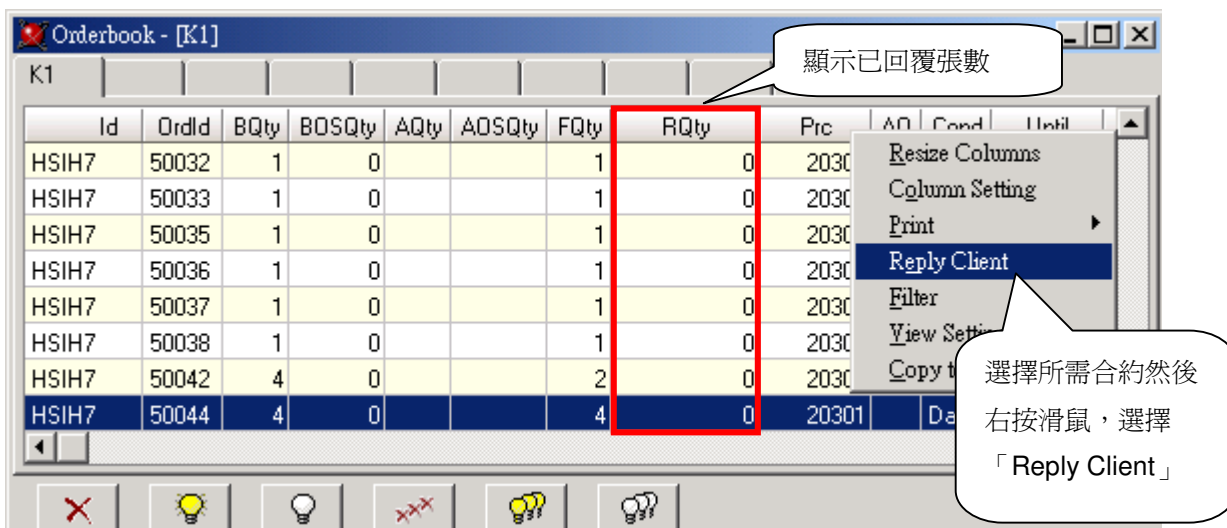 Orderbook - [K1]
顯示已回覆張數
K1
Id OrdId BQty BOSQty AQty AOSQty FQty RQty Prc AO Cond Until
HSIH7 50032 1 0 1 0 2030
HSIH7 50033 1 0 1 0 2030
HSIH7 50035 1 0 1 0 2030
HSIH7 50036 1 0 1 0 2030
HSIH7 50037 1 0 1 0 2030
HSIH7 50038 1 0 1 0 2030
HSIH7 50042 4 0 2 0 2030
HSIH7 50044 4 0 4 0 20301 Da
Resize Columns
Column Setting
Print
Reply Client
Filter
View Setti
Copy t
選擇所需合約然後
右按滑鼠，選擇
「Reply Client」